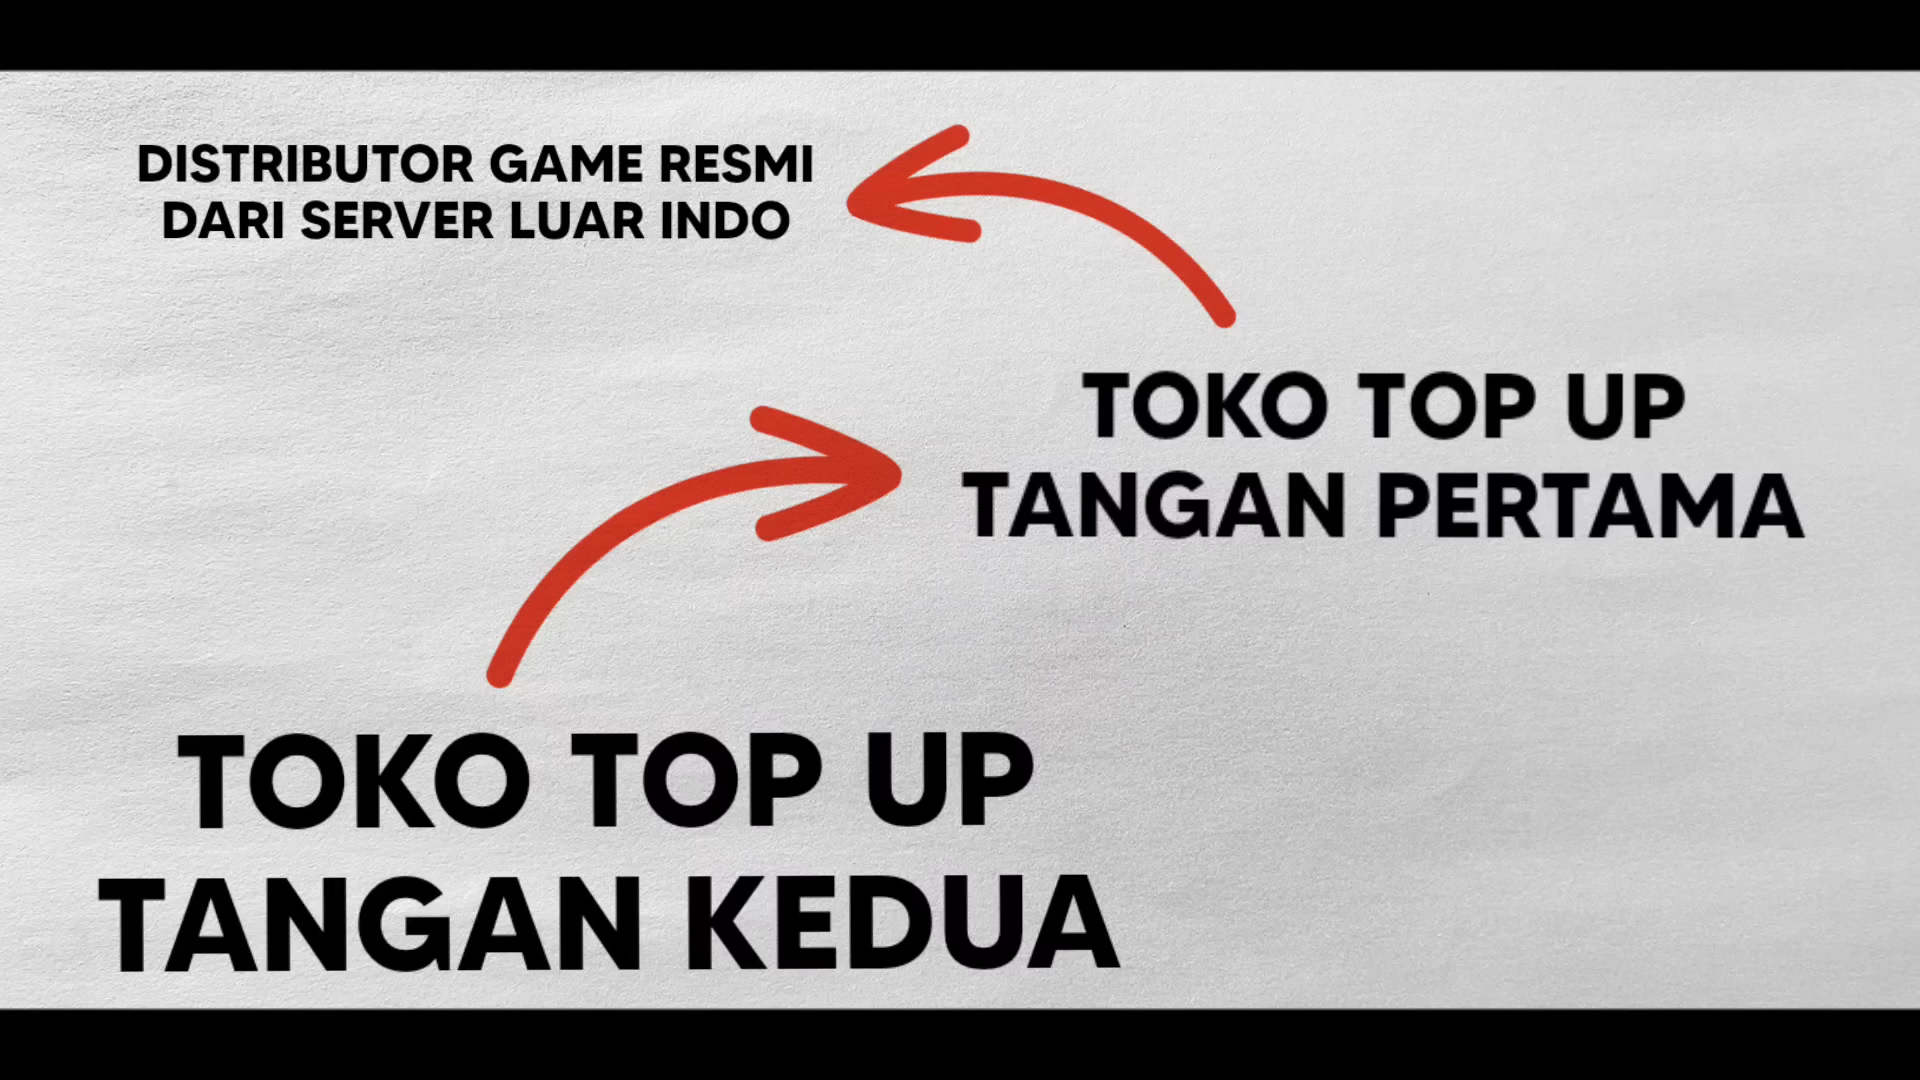 DISTRIBUTOR GAME RESMI
DARI SERVER LUAR INDO
TOKO TOP UP
TANGAN PERTAMA
TOKO TOP UP
TANGAN KEDUA